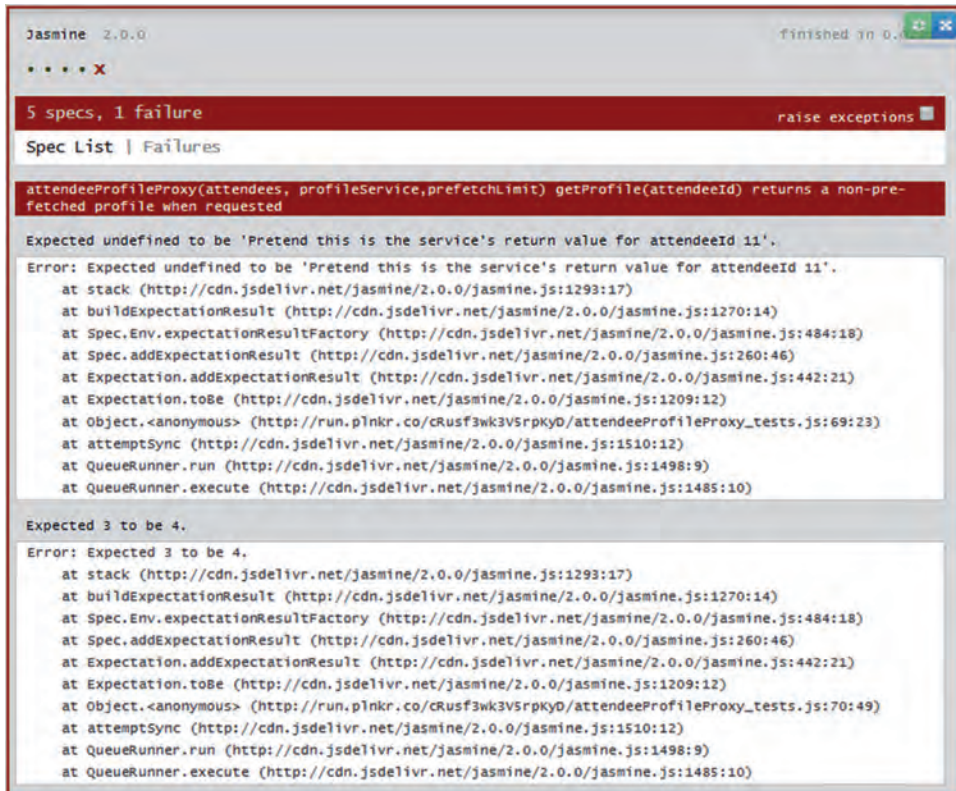 Jasmine 2.0.0
finished in 0.
• • • • x
5 specs, 1 failure
raise exceptions
Spec List | Failures
attendeeProfileProxy(attendees, profileService,prefetchLimit) getProfile(attendeeId) returns a non-pre-
fetched profile when requested
Expected undefined to be 'Pretend this is the service's return value for attendeeId 11'.
Error: Expected undefined to be 'Pretend this is the service's return value for attendeeId 11'.
at stack (http://cdn.jsdelivr.net/jasmine/2.0.0/jasmine.js:1293:17)
at buildExpectationResult (http://cdn.jsdelivr.net/jasmine/2.0.0/jasmine.js:1270:14)
at Spec.Env.expectationResultFactory (http://cdn.jsdelivr.net/jasmine/2.0.0/jasmine.js:484:18)
at Spec.addExpectationResult (http://cdn.jsdelivr.net/jasmine/2.0.0/jasmine.js:260:46)
at Expectation.addExpectationResult (http://cdn.jsdelivr.net/jasmine/2.0.0/jasmine.js:442:21)
at Expectation.toBe (http://cdn.jsdelivr.net/jasmine/2.0.0/jasmine.js:1209:12)
at Object.<anonymous> (http://run.plnkr.co/cRusf3wk3V5rpKyD/attendeeProfileProxy_tests.js:69:23)
at attemptSync (http://cdn.jsdelivr.net/jasmine/2.0.0/jasmine.js:1510:12)
at QueueRunner.run (http://cdn.jsdelivr.net/jasmine/2.0.0/jasmine.js:1498:9)
at QueueRunner.execute (http://cdn.jsdelivr.net/jasmine/2.0.0/jasmine.js:1485:10)
Expected 3 to be 4.
Error: Expected 3 to be 4.
at stack (http://cdn.jsdelivr.net/jasmine/2.0.0/jasmine.js:1293:17)
at buildExpectationResult (http://cdn.jsdelivr.net/jasmine/2.0.0/jasmine.js:1270:14)
at Spec.Env.expectationResultFactory (http://cdn.jsdelivr.net/jasmine/2.0.0/jasmine.js:484:18)
at Spec.addExpectationResult (http://cdn.jsdelivr.net/jasmine/2.0.0/jasmine.js:260:46)
at Expectation.addExpectationResult (http://cdn.jsdelivr.net/jasmine/2.0.0/jasmine.js:442:21)
at Expectation.toBe (http://cdn.jsdelivr.net/jasmine/2.0.0/jasmine.js:1209:12)
at Object.<anonymous> (http://run.plnkr.co/cRusf3wk3V5rpKyD/attendeeProfileProxy_tests.js:70:49)
at attemptSync (http://cdn.jsdelivr.net/jasmine/2.0.0/jasmine.js:1510:12)
at QueueRunner.run (http://cdn.jsdelivr.net/jasmine/2.0.0/jasmine.js:1498:9)
at QueueRunner.execute (http://cdn.jsdelivr.net/jasmine/2.0.0/jasmine.js:1485:10)